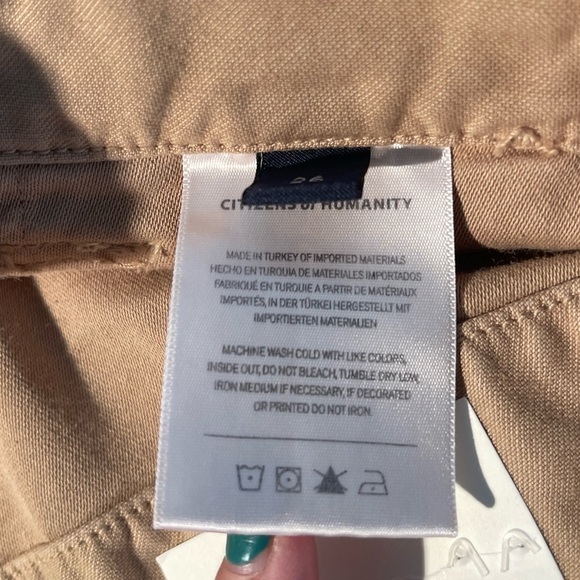 26
CITIZENS of HUMANITY
MADE IN TURKEY OF IMPORTED MATERIALS
HECHO EN TURQUIA DE MATERIALES IMPORTADOS
FABRIQUÉ EN TURQUIE A PARTIR DE MATÉRIAUX
IMPORTÉS, IN DER TÜRKEI HERGESTELLT MIT
IMPORTIERTEN MATERIALIEN
MACHINE WASH COLD WITH LIKE COLORS,
INSIDE OUT, DO NOT BLEACH, TUMBLE DRY LOW,
IRON MEDIUM IF NECESSARY, IF DECORATED
OR PRINTED DO NOT IRON.